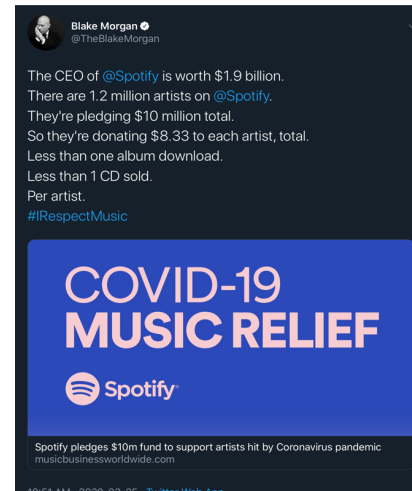 Blake Morgan
@TheBlakeMorgan
The CEO of @Spotify is worth $1.9 billion.
There are 1.2 million artists on @Spotify.
They're pledging $10 million total.
So they're donating $8.33 to each artist, total.
Less than one album download.
Less than 1 CD sold.
Per artist.
#IRespectMusic
COVID-19
MUSIC RELIEF
Spotify
Spotify pledges $10m fund to support artists hit by Coronavirus pandemic
musicbusinessworldwide.com